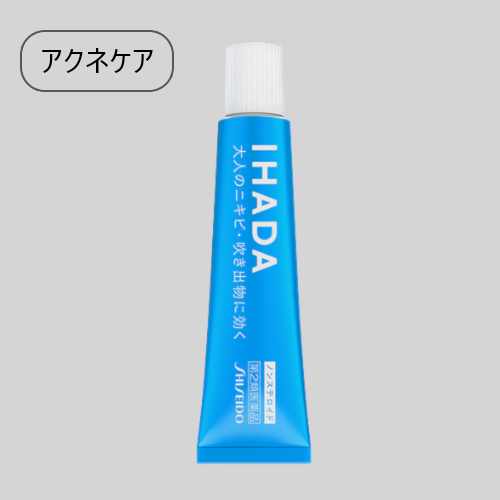 アクネケア
IHADA
大人のニキビ・吹き出物に効く
ノンステロイド
第2類医薬品
SHISEIDO